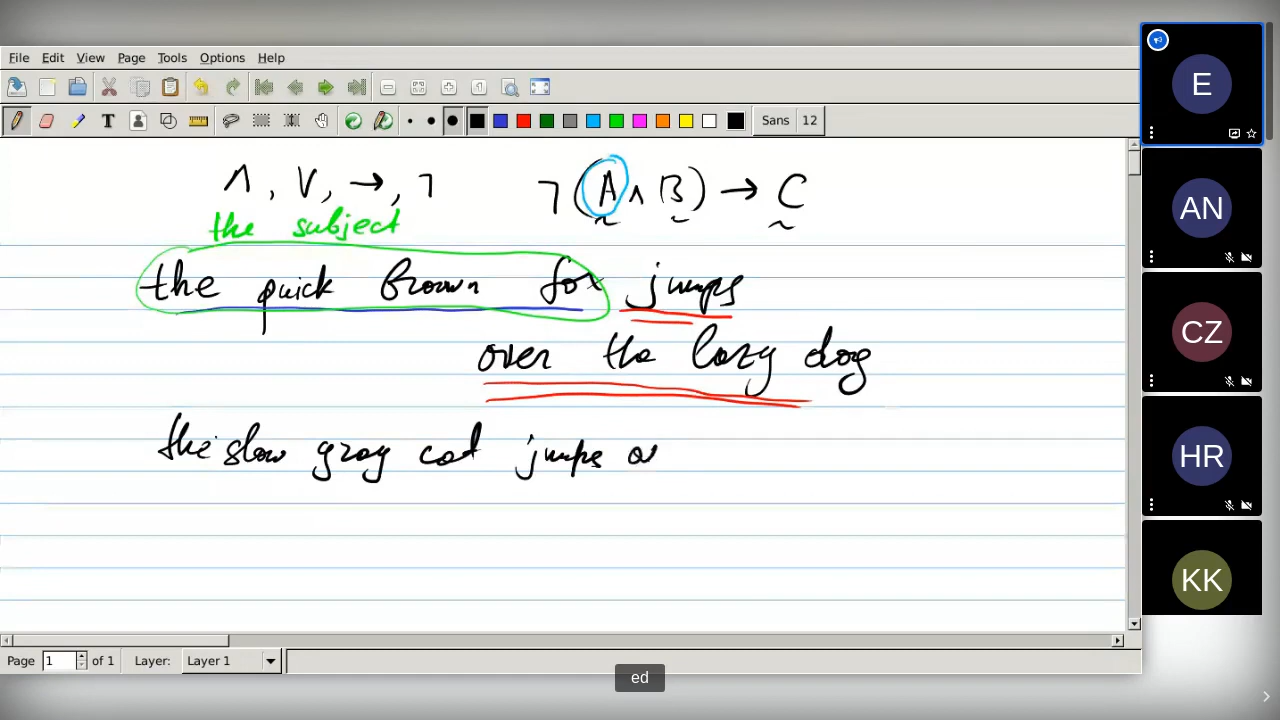 File Edit View Page Tools Options Help
Sans 12
∧, ∨, →, ¬ ¬(A ∧ B) → C
the subject
the quick brown fox jumps
over the lazy dog
the slow gray cat jumps ov
Page 1 of 1 Layer: Layer 1
ed
E
AN
CZ
HR
KK